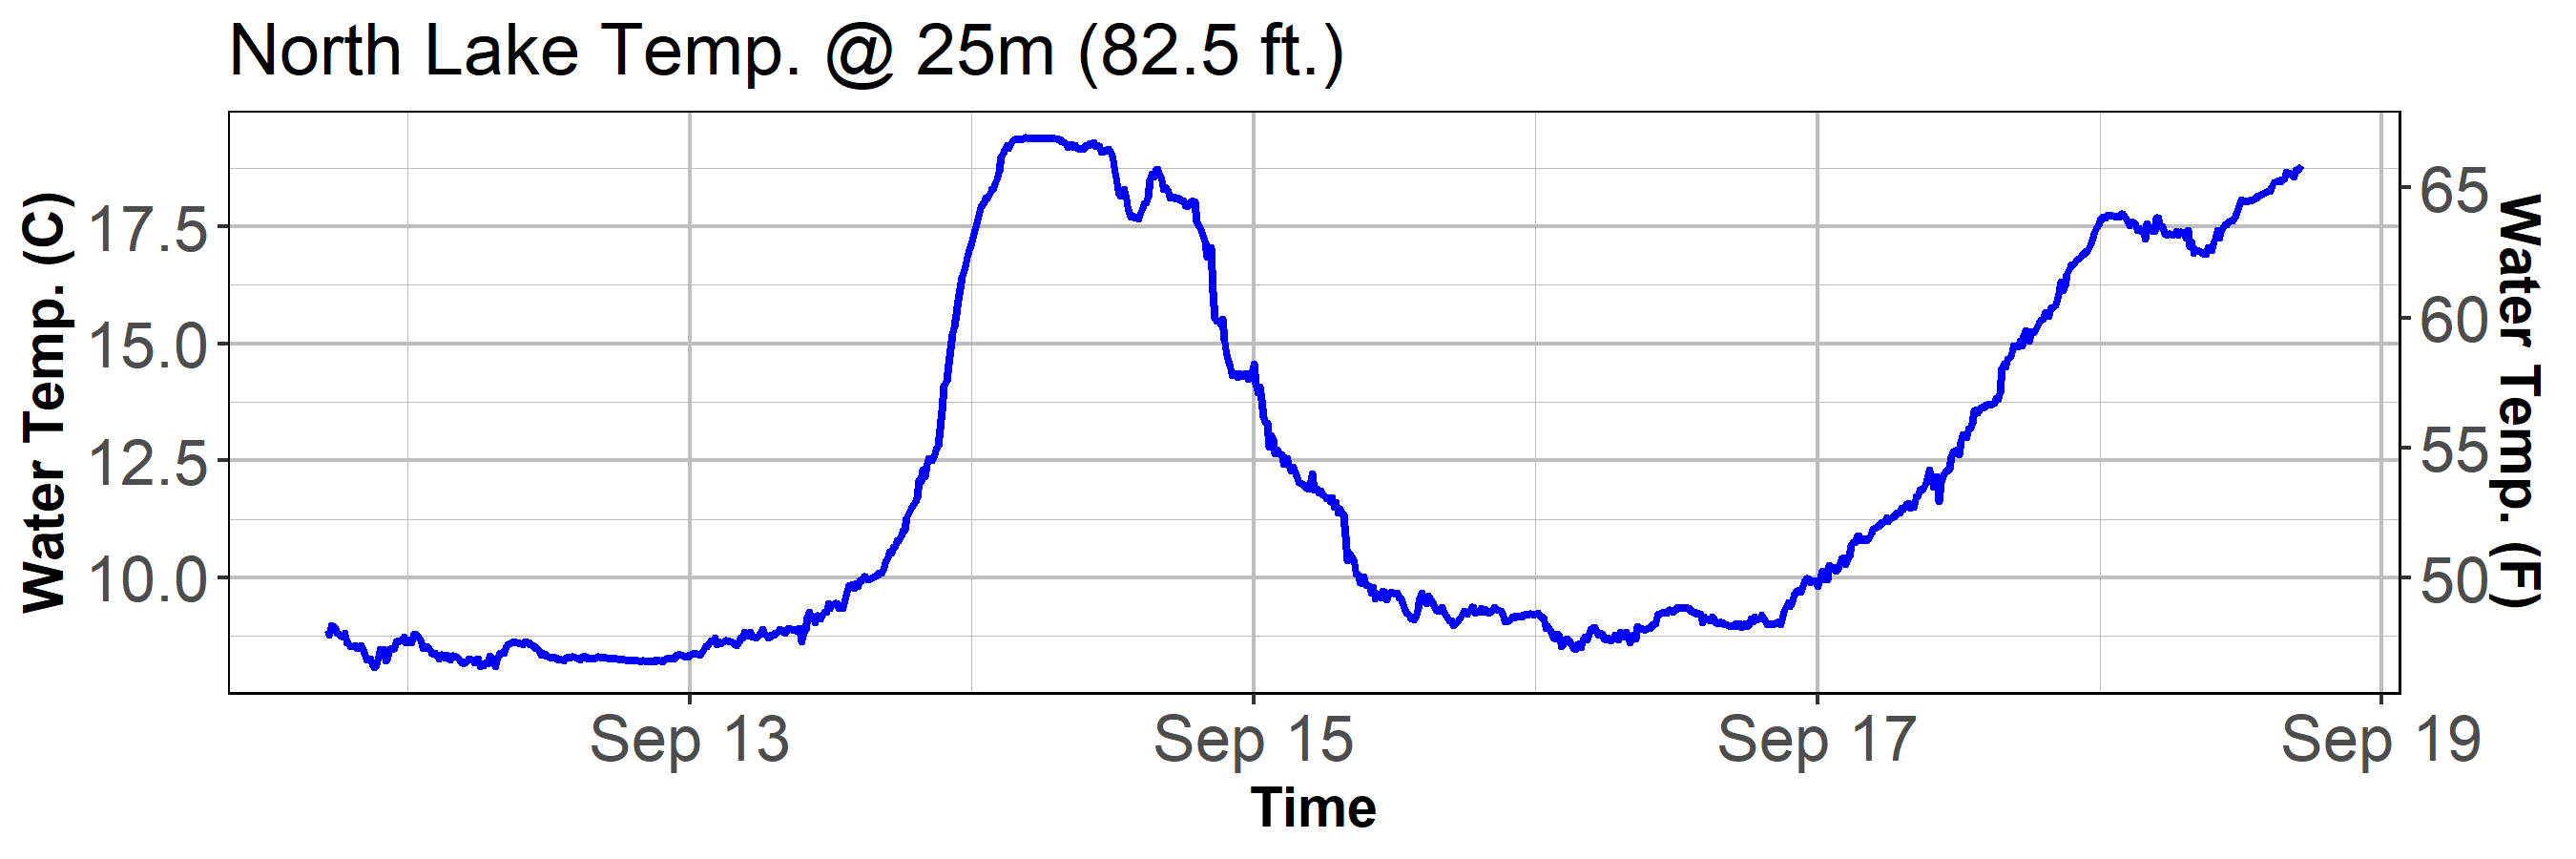 North Lake Temp. @ 25m (82.5 ft.)
Water Temp. (C)
17.5
15.0
12.5
10.0
65
60
55
50
Water Temp. (F)
Sep 13
Sep 15
Sep 17
Sep 19
Time